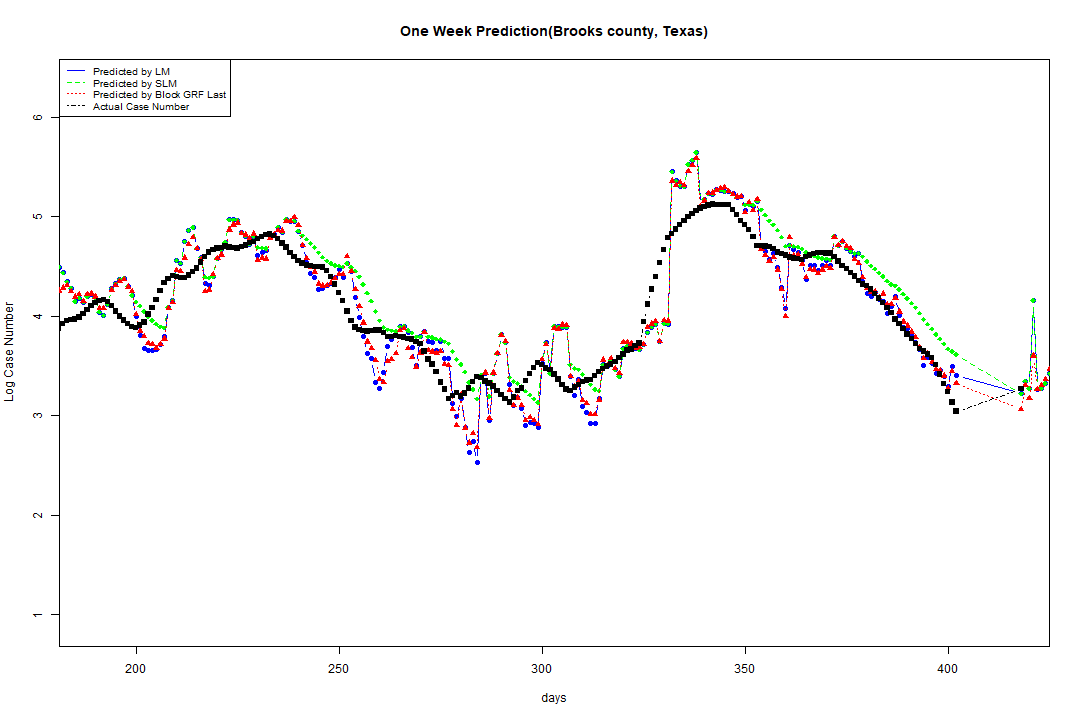 One Week Prediction(Brooks county, Texas)
Predicted by LM
Predicted by SLM
Predicted by Block GRF Last
Actual Case Number
6
5
4
3
2
1
Log Case Number
200 250 300 350 400
days